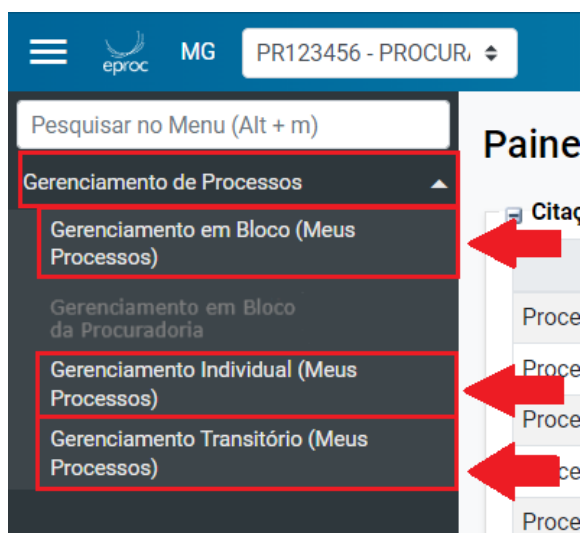 eproc
MG
PR123456 - PROCUR
Pesquisar no Menu (Alt + m)
Gerenciamento de Processos
Gerenciamento em Bloco (Meus
Processos)
Gerenciamento em Bloco
da Procuradoria
Gerenciamento Individual (Meus
Processos)
Gerenciamento Transitório (Meus
Processos)
Paine
Citaç
Proce
Proce
Proce
ce
Proce